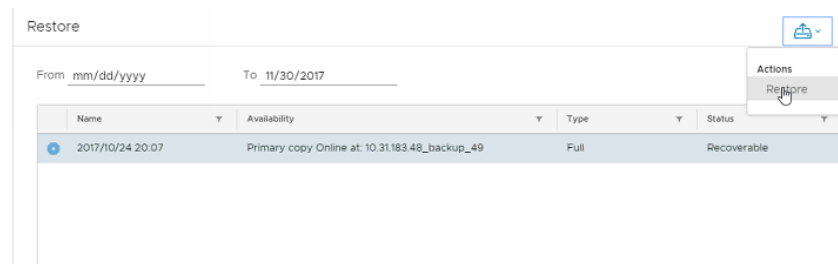 Restore
From mm/dd/yyyy To 11/30/2017
Actions
Restore
Name Availability Type Status
2017/10/24 20:07 Primary copy Online at: 10.31.183.48_backup_49 Full Recoverable